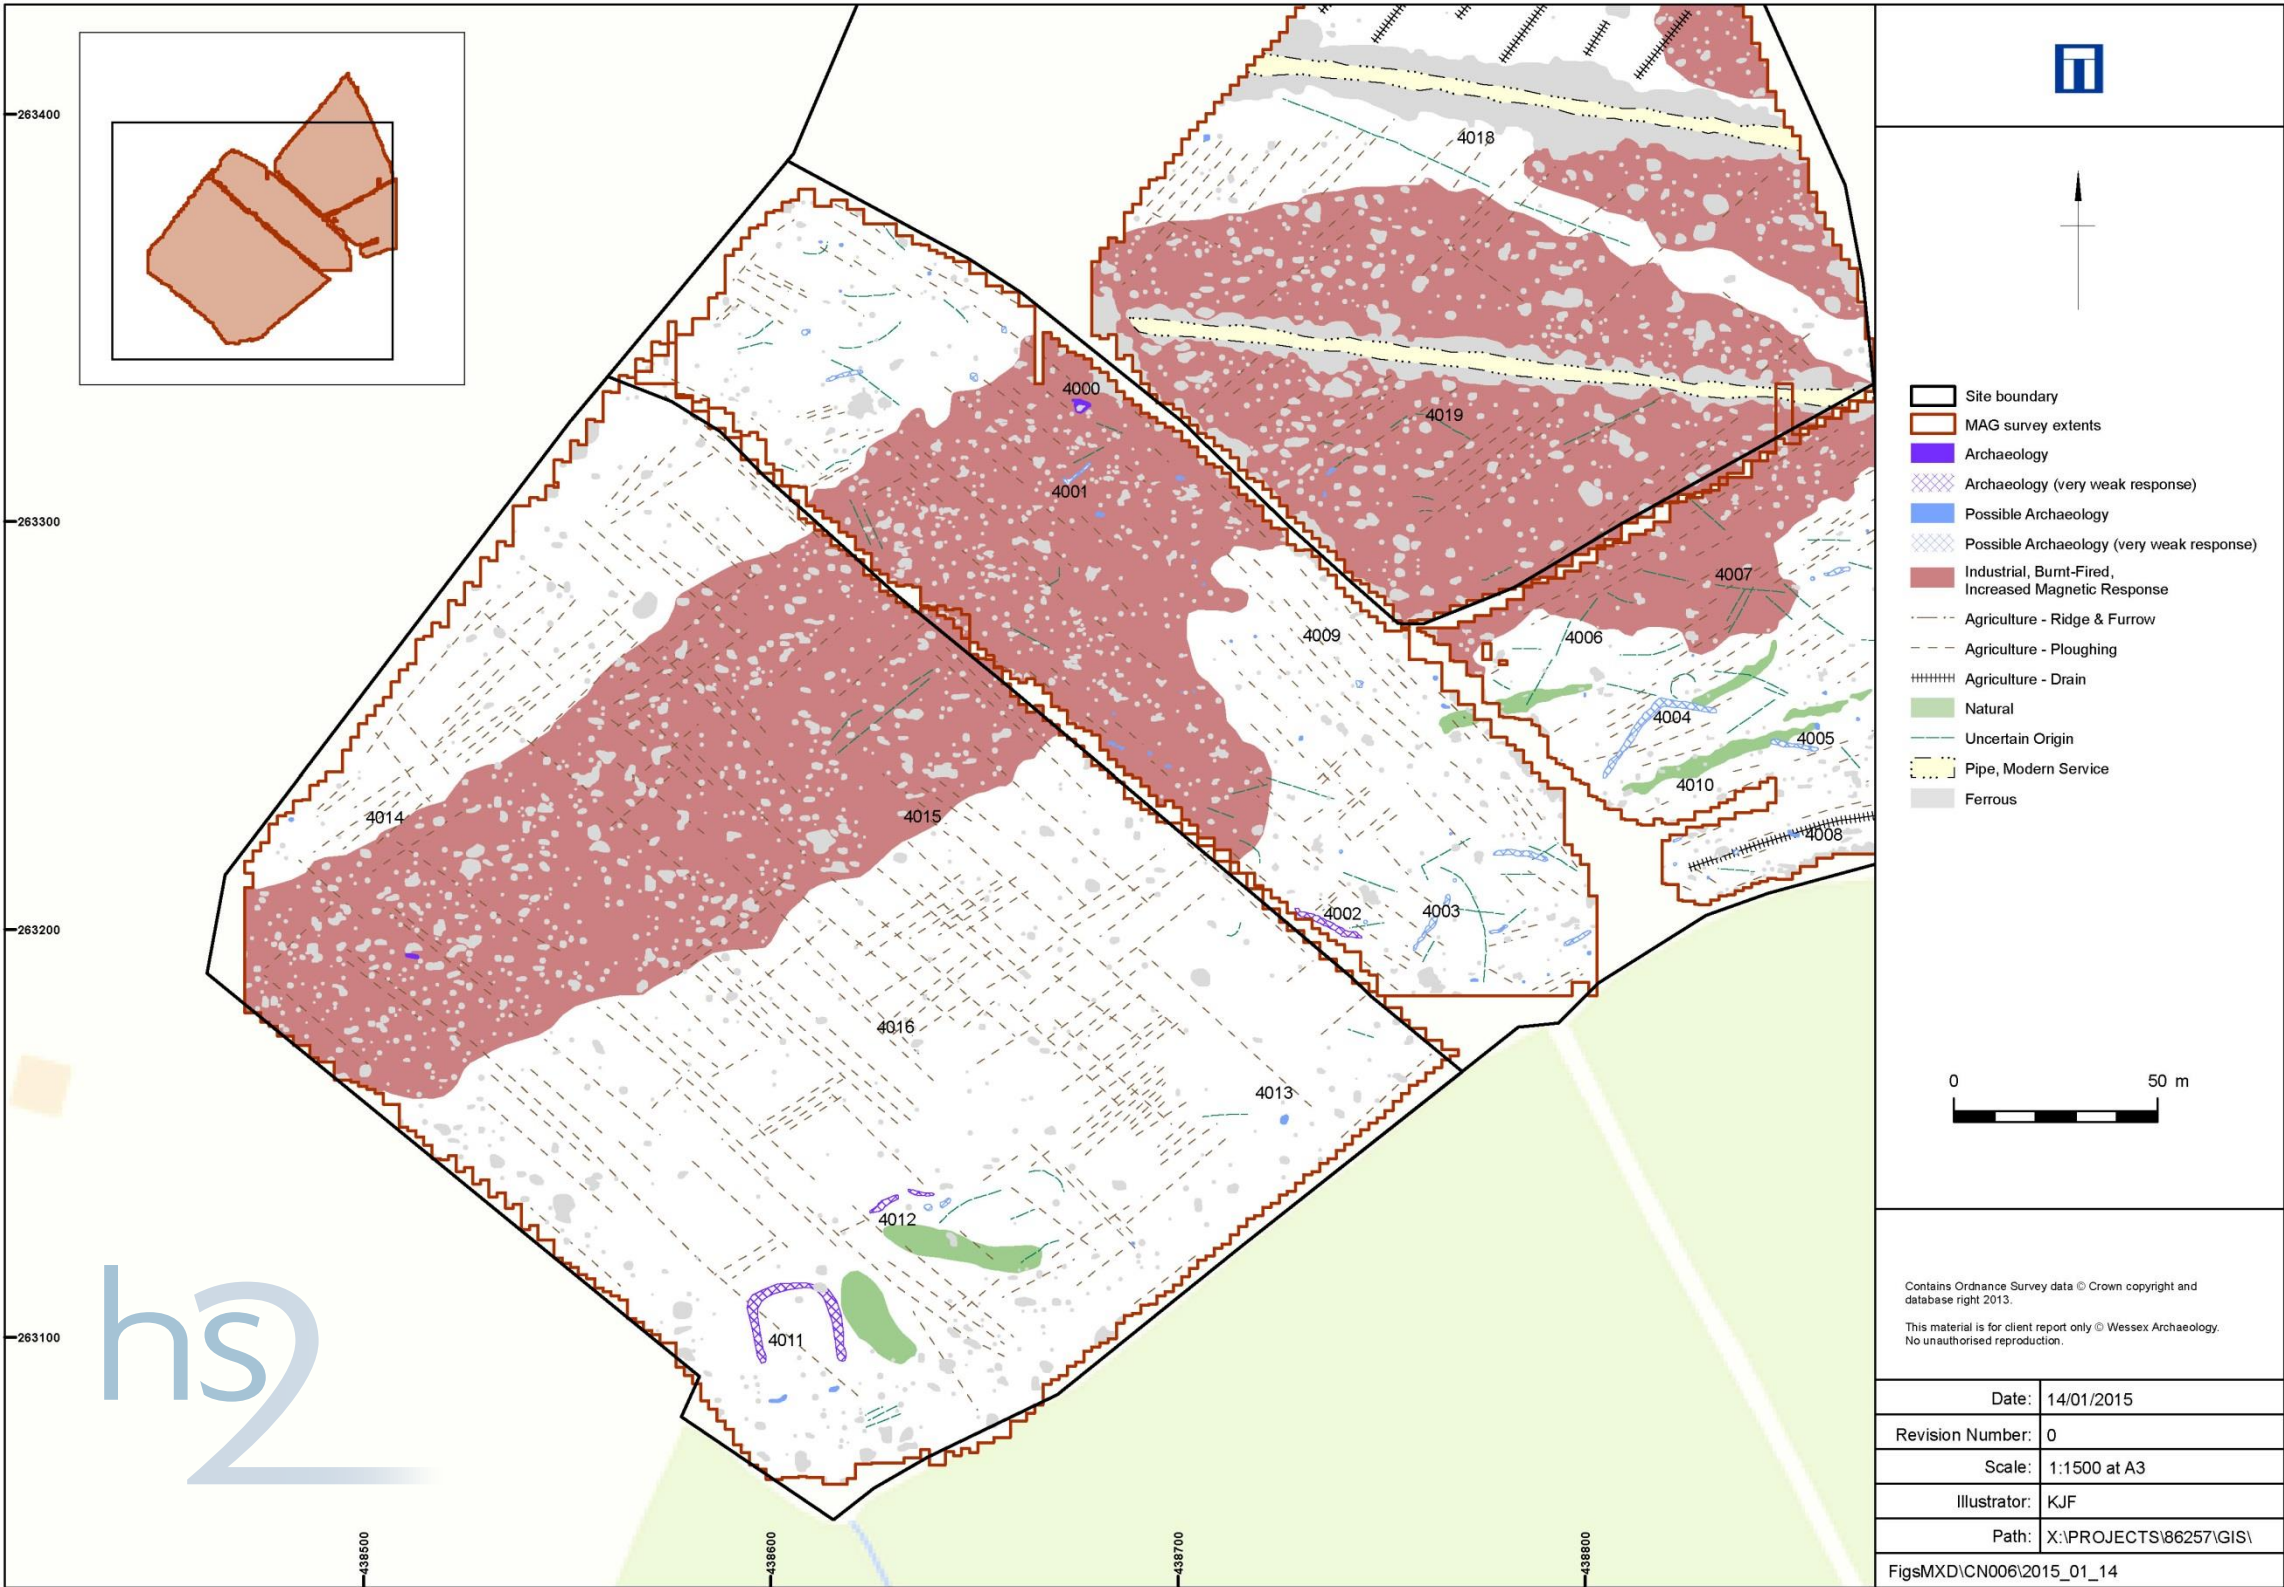 263400
263300
263200
263100
438500
438600
438700
438800
4018
4000
4019
4001
4007
4009
4006
4004
4005
4010
4014
4015
4008
4002
4003
4016
4013
4012
4011
hs2
Site boundary
MAG survey extents
Archaeology
Archaeology (very weak response)
Possible Archaeology
Possible Archaeology (very weak response)
Industrial, Burnt-Fired,
Increased Magnetic Response
Agriculture - Ridge & Furrow
Agriculture - Ploughing
Agriculture - Drain
Natural
Uncertain Origin
Pipe, Modern Service
Ferrous
0 50 m
Contains Ordnance Survey data © Crown copyright and
database right 2013.
This material is for client report only © Wessex Archaeology.
No unauthorised reproduction.
Date: 14/01/2015
Revision Number: 0
Scale: 1:1500 at A3
Illustrator: KJF
Path: X:\PROJECTS\86257\GIS\
FigsMXD\CN006\2015_01_14